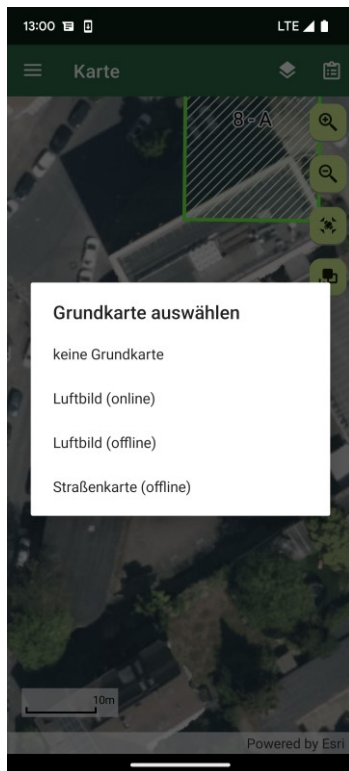 13:00
LTE
Karte
8 - A
Grundkarte auswählen
keine Grundkarte
Luftbild (online)
Luftbild (offline)
Straßenkarte (offline)
10m
Powered by Esri